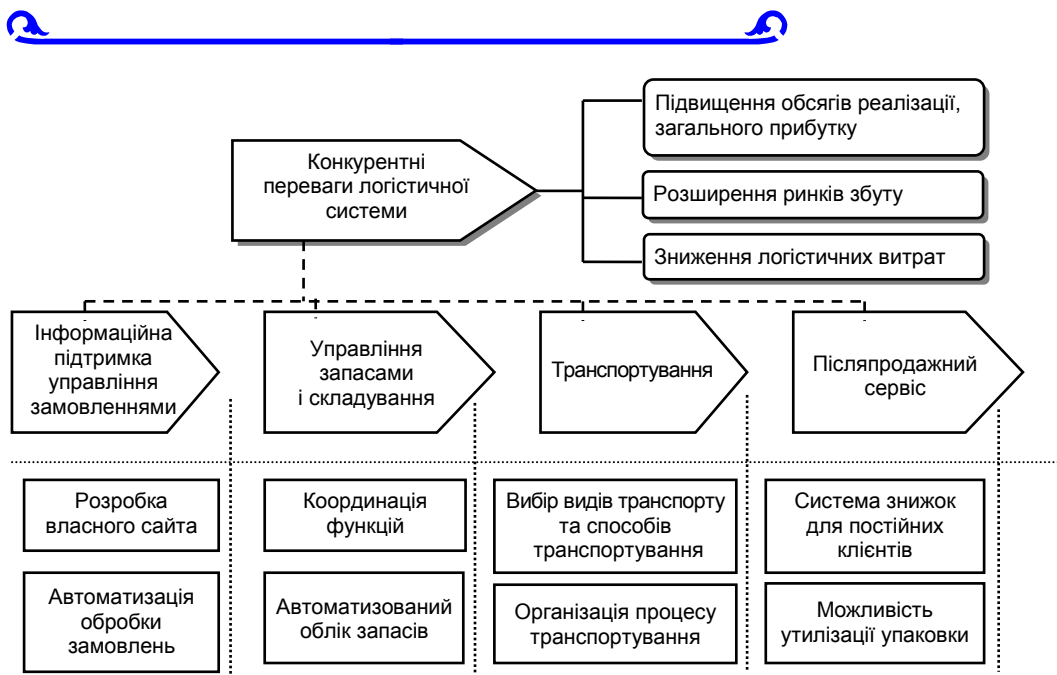 Конкурентні
переваги логістичної
системи
Підвищення обсягів реалізації,
загального прибутку
Розширення ринків збуту
Зниження логістичних витрат
Інформаційна
підтримка
управління
замовленнями
Управління
запасами
і складування
Транспортування
Післяпродажний
сервіс
Розробка
власного сайта
Координація
функцій
Вибір видів транспорту
та способів
транспортування
Система знижок
для постійних
клієнтів
Автоматизація
обробки
замовлень
Автоматизований
облік запасів
Організація процесу
транспортування
Можливість
утилізації упаковки